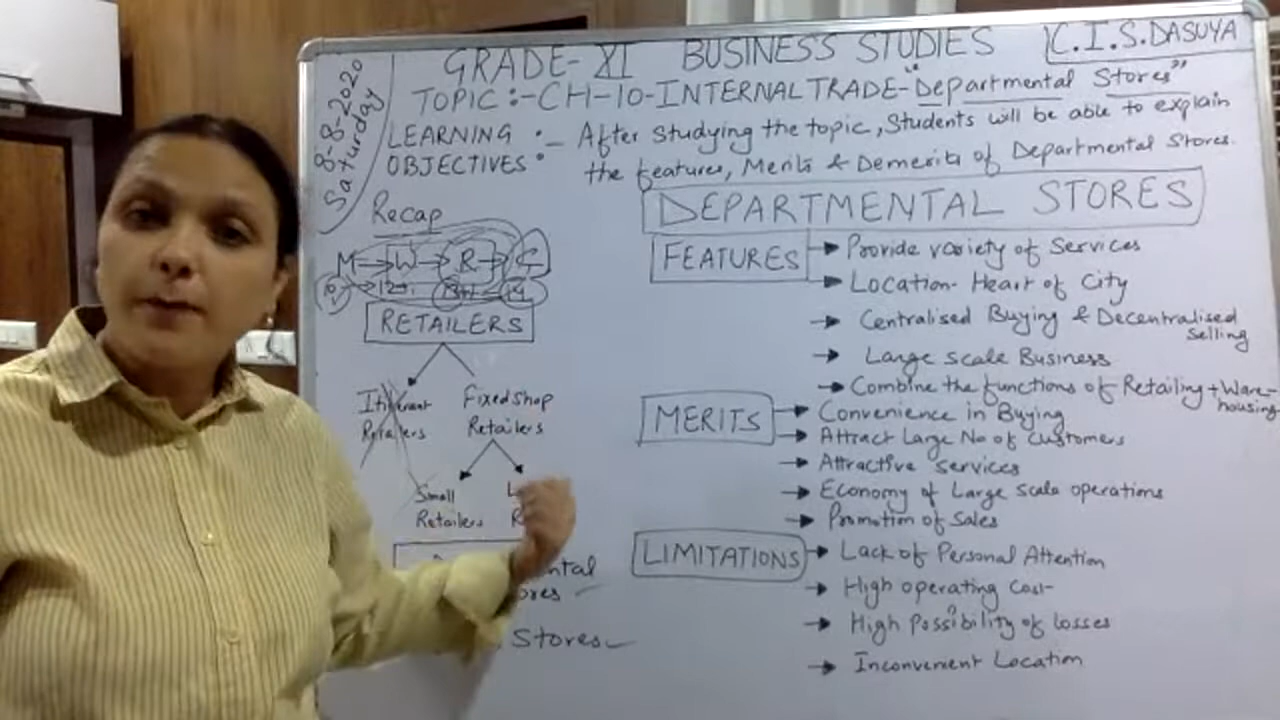 8-8-2020
Saturday
GRADE- XI BUSINESS STUDIES
C.I.S.DASUYA
TOPIC :-CH-10-INTERNAL TRADE-"Departmental Stores"
LEARNING OBJECTIVES :- After studying the topic, Students will be able to explain
the features, Merits & Demerits of Departmental Stores.
Recap
M W R C
RETAILERS
Itinerant
Retailers
Fixed Shop
Retailers
Small
Retailers
Stores
DEPARTMENTAL STORES
FEATURES
Provide variety of Services
Location- Heart of City
Centralised Buying & Decentralised
Selling
Large scale Business
Combine the functions of Retailing + Ware-
housing
MERITS
Convenience in Buying
Attract Large No of customers
Attractive services
Economy of Large scale operations
Promotion of Sales
LIMITATIONS
Lack of Personal Attention
High operating Cost
High Possibility of losses
Inconvenient Location